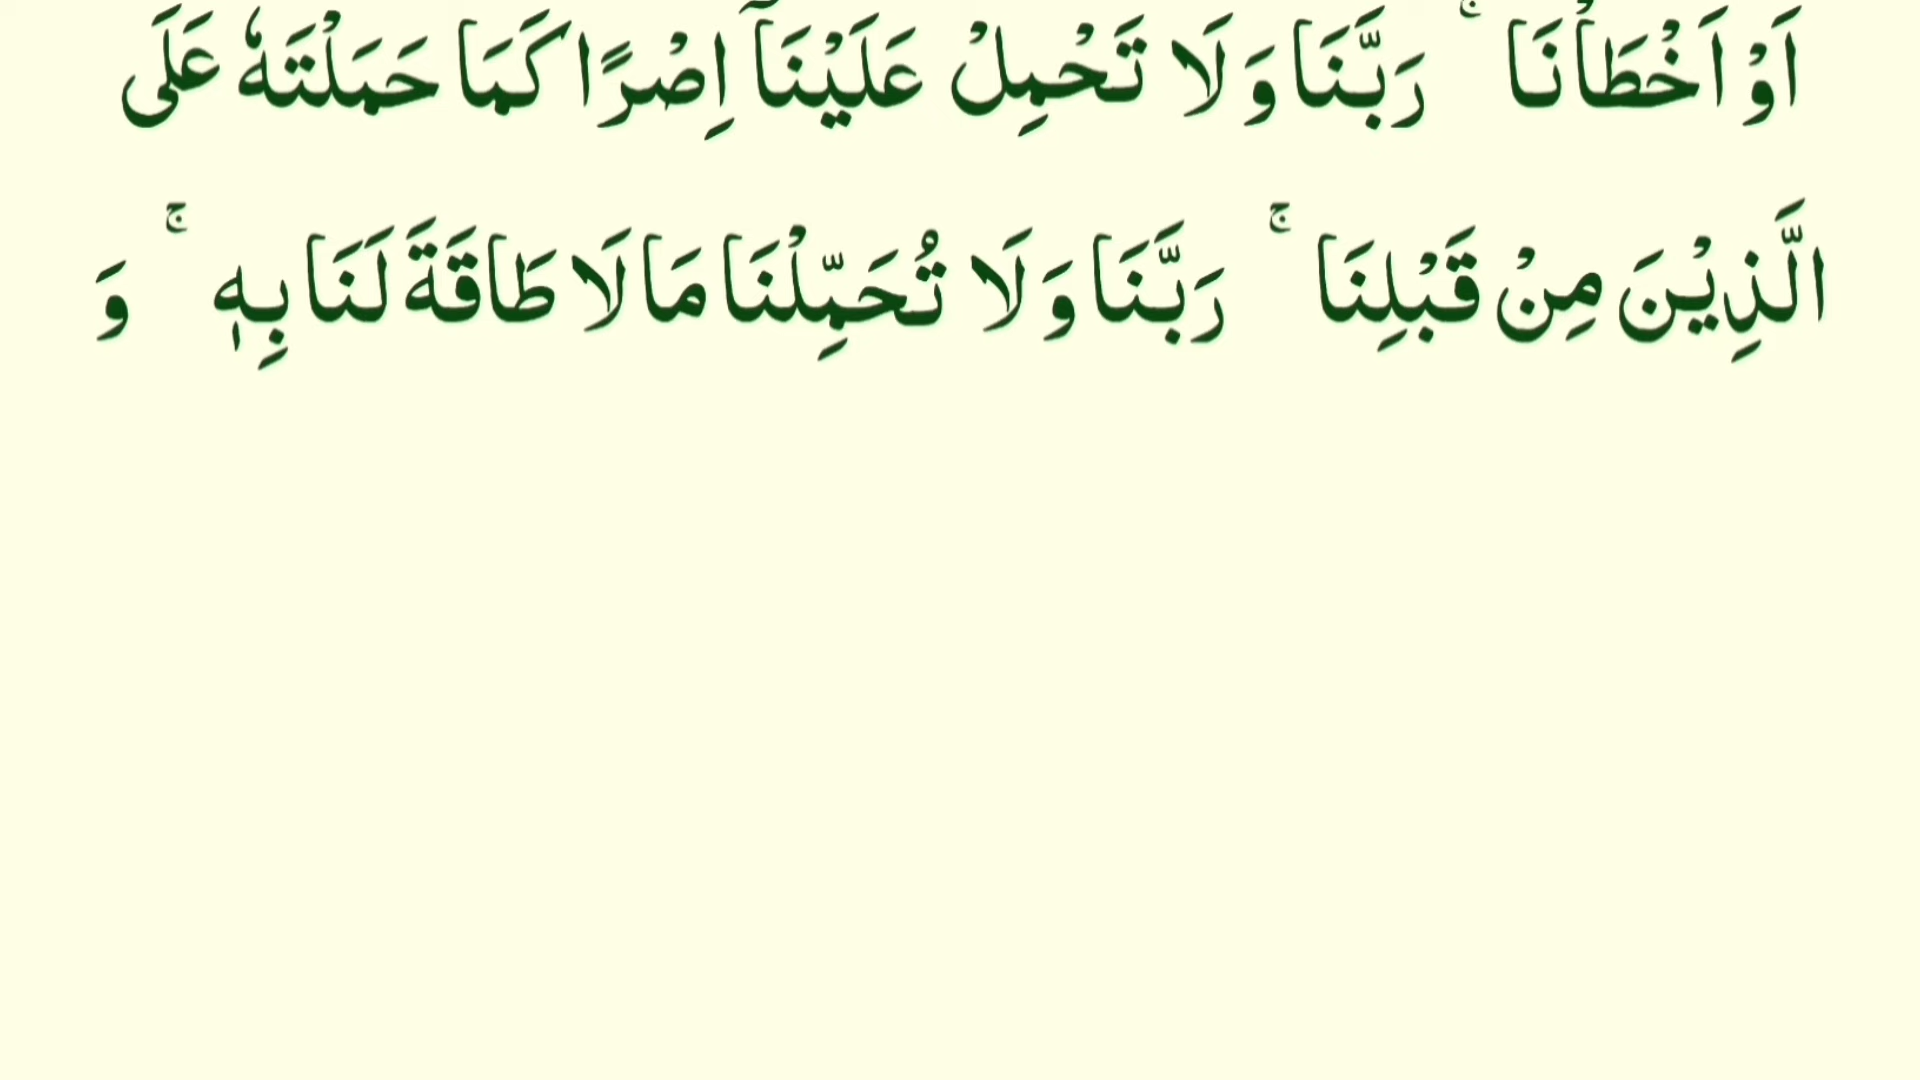 اَوْ اَخْطَاْنَا ۚ رَبَّنَا وَ لَا تَحْمِلْ عَلَیْنَاۤ اِصْرًا كَمَا حَمَلْتَهٗ عَلَى
الَّذِیْنَ مِنْ قَبْلِنَا ۚ رَبَّنَا وَ لَا تُحَمِّلْنَا مَا لَا طَاقَةَ لَنَا بِهٖ ۚ وَ